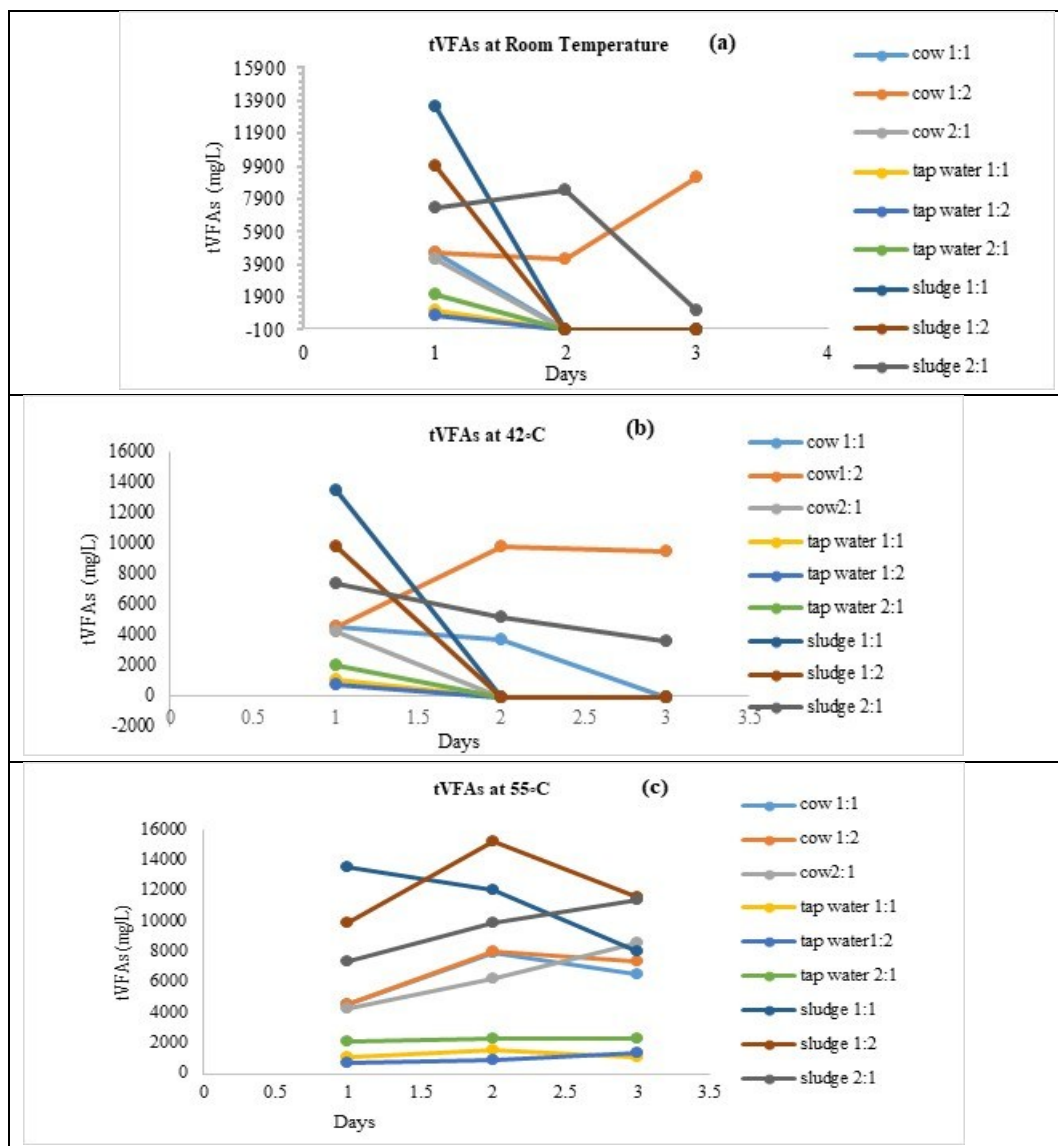 tVFAs at Room Temperature (a)
15900
13900
11900
9900
7900
5900
3900
1900
-100
tVFAs (mg/L)
0 1 2 3 4
Days
cow 1:1
cow 1:2
cow 2:1
tap water 1:1
tap water 1:2
tap water 2:1
sludge 1:1
sludge 1:2
sludge 2:1
tVFAs at 42◦C (b)
16000
14000
12000
10000
8000
6000
4000
2000
0
-2000
tVFAs (mg/L)
0 0.5 1 1.5 2 2.5 3 3.5
Days
cow 1:1
cow1:2
cow2:1
tap water 1:1
tap water 1:2
tap water 2:1
sludge 1:1
sludge 1:2
sludge 2:1
tVFAs at 55◦C (c)
16000
14000
12000
10000
8000
6000
4000
2000
0
tVFAs (mg/L)
0 0.5 1 1.5 2 2.5 3 3.5
Days
cow 1:1
cow 1:2
cow2:1
tap water 1:1
tap water1:2
tap water 2:1
sludge 1:1
sludge 1:2
sludge 2:1